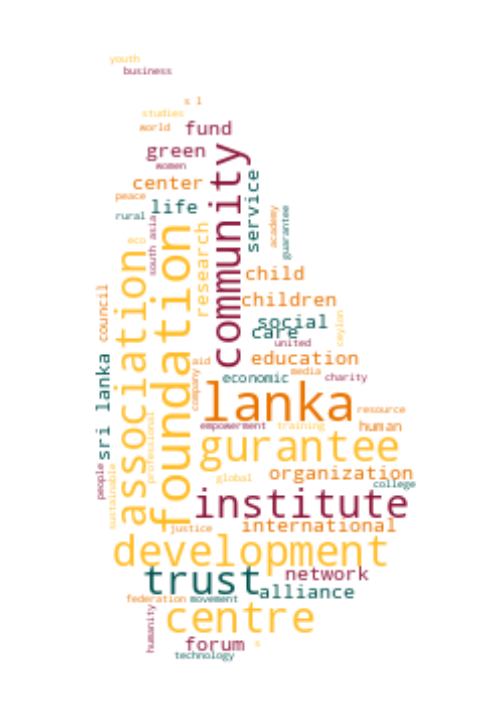 youth
business
s l
studies
world
fund
green
women
center
community
service
peace
life
rural
south asia
academy
guarantee
eco
research
foundation
association
child
children
council
social
care
ceylon
united
sri lanka
aid
education
company
economic
media
charity
lanka
resource
professional
empowerment
training
human
gurantee
people
sustainable
global
organization
college
institute
justice
international
development
trust
network
alliance
federation
movement
humanity
centre
forum
s
technology